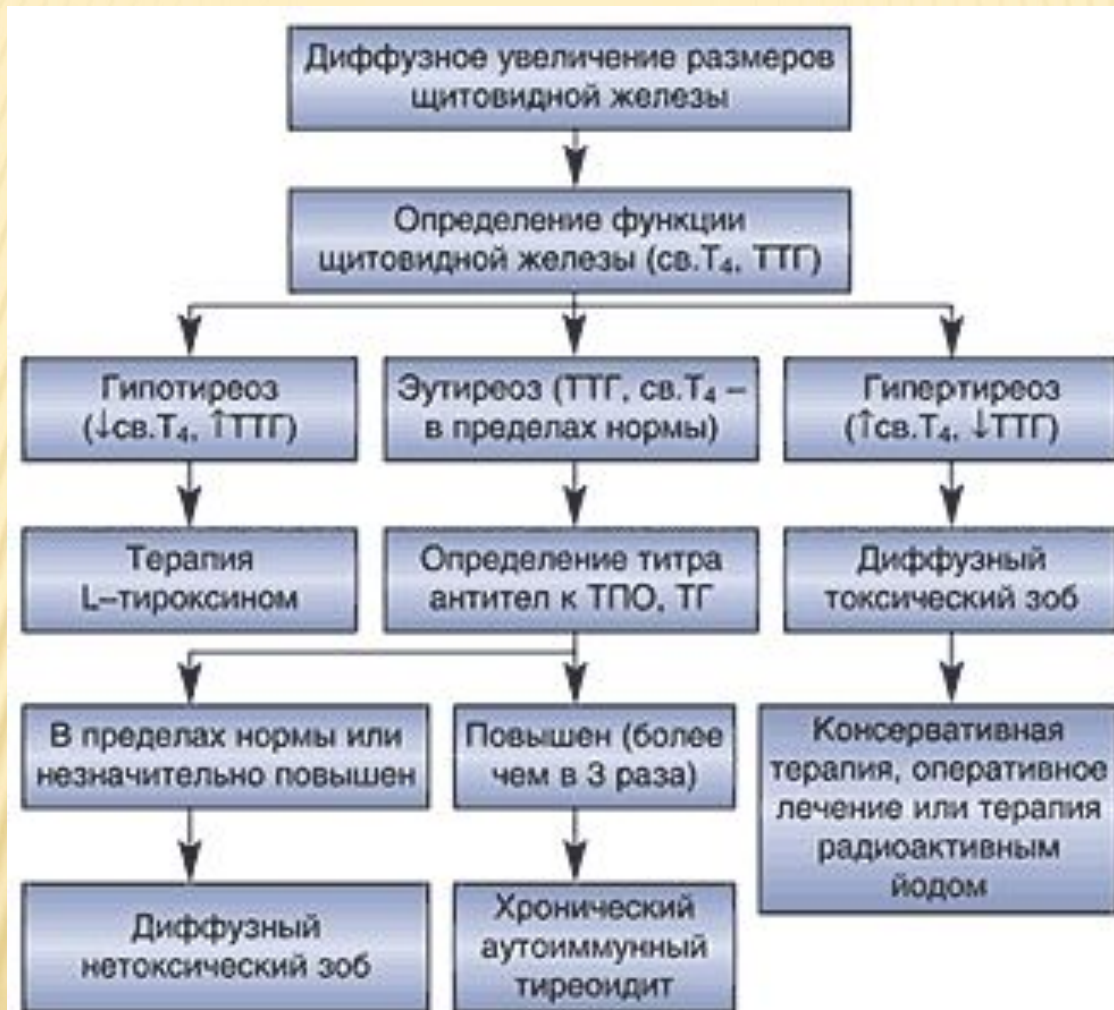 Диффузное увеличение размеров
щитовидной железы
Определение функции
щитовидной железы (св.Т₄, ТТГ)
Гипотиреоз
(↓св.Т₄, ↑ТТГ)
Эутиреоз (ТТГ, св.Т₄ –
в пределах нормы)
Гипертиреоз
(↑св.Т₄, ↓ТТГ)
Терапия
L–тироксином
Определение титра
антител к ТПО, ТГ
Диффузный
токсический зоб
В пределах нормы или
незначительно повышен
Повышен (более
чем в 3 раза)
Консервативная
терапия, оперативное
лечение или терапия
радиоактивным
йодом
Диффузный
нетоксический зоб
Хронический
аутоиммунный
тиреоидит